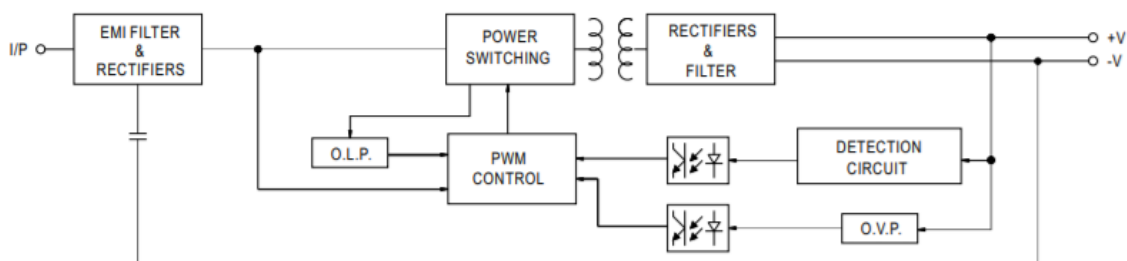 I/P
EMI FILTER
&
RECTIFIERS
POWER
SWITCHING
RECTIFIERS
&
FILTER
+V
-V
O.L.P.
PWM
CONTROL
DETECTION
CIRCUIT
O.V.P.